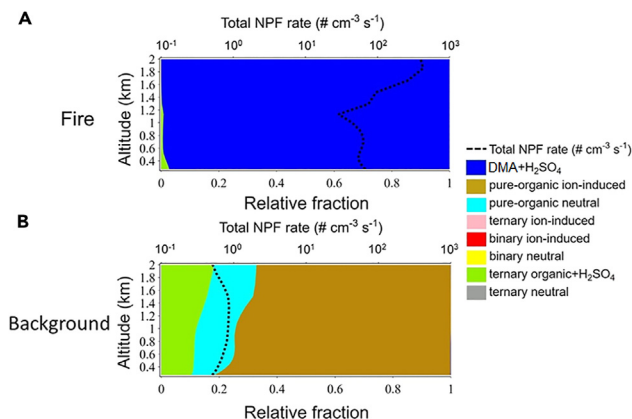 A
Total NPF rate (# cm-3 s-1)
10-1 100 101 102 103
Fire
Altitude (km)
2
1.8
1.6
1.4
1.2
1
0.8
0.6
0.4
0 0.2 0.4 0.6 0.8 1
Relative fraction
B
Total NPF rate (# cm-3 s-1)
10-1 100 101 102 103
Background
Altitude (km)
2
1.8
1.6
1.4
1.2
1
0.8
0.6
0.4
0 0.2 0.4 0.6 0.8 1
Relative fraction
Total NPF rate (# cm-3 s-1)
DMA+H2SO4
pure-organic ion-induced
pure-organic neutral
ternary ion-induced
binary ion-induced
binary neutral
ternary organic+H2SO4
ternary neutral